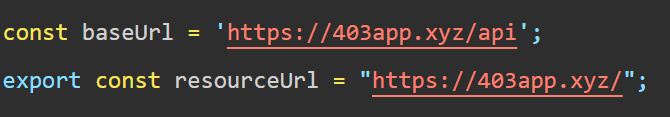 const baseUrl = 'https://403app.xyz/api';
export const resourceUrl = "https://403app.xyz/";